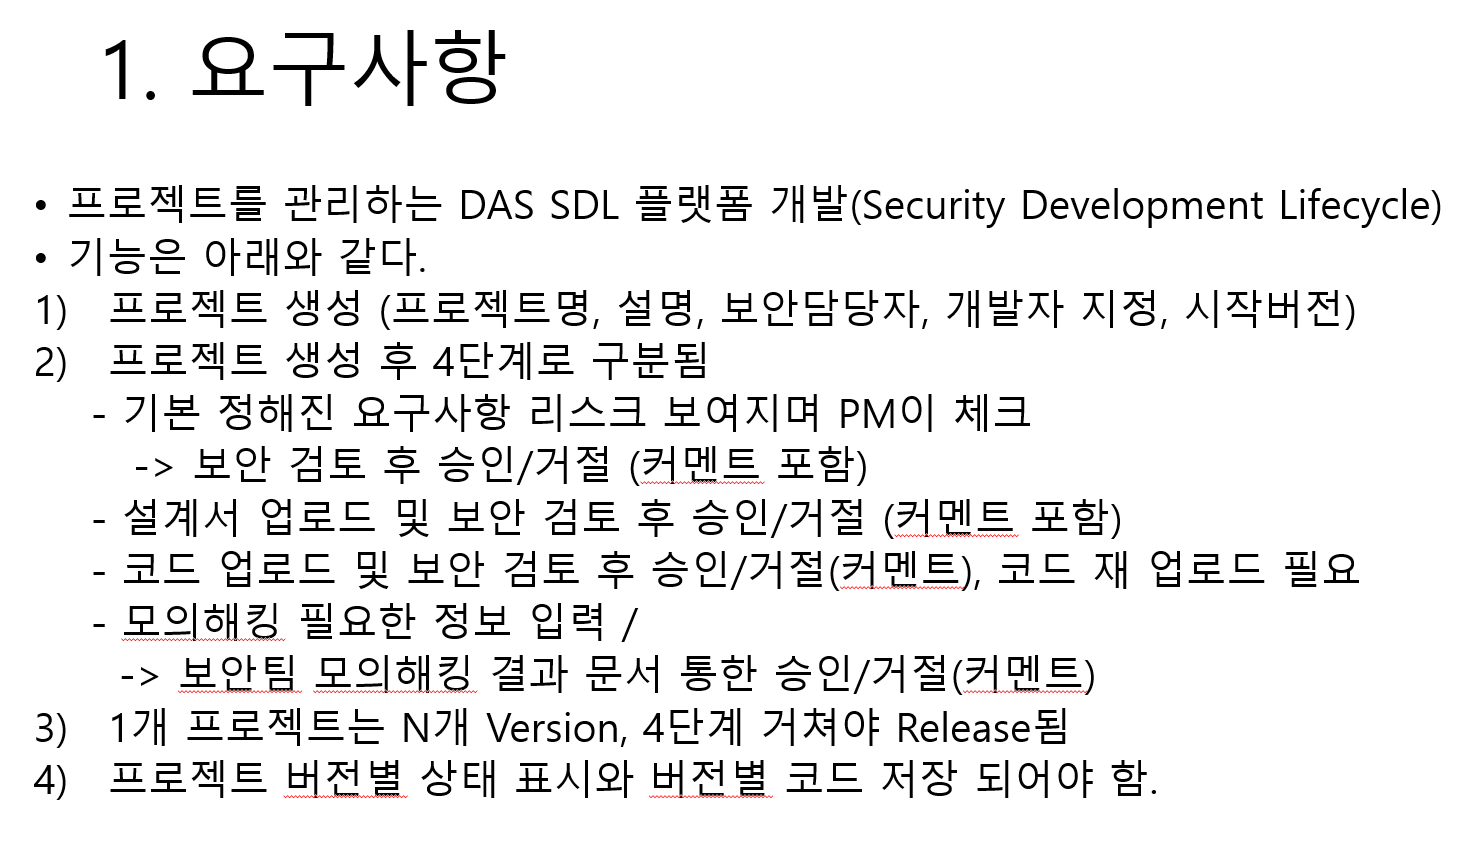 1. 요구사항
• 프로젝트를 관리하는 DAS SDL 플랫폼 개발(Security Development Lifecycle)
• 기능은 아래와 같다.
1) 프로젝트 생성 (프로젝트명, 설명, 보안담당자, 개발자 지정, 시작버전)
2) 프로젝트 생성 후 4단계로 구분됨
- 기본 정해진 요구사항 리스크 보여지며 PM이 체크
-> 보안 검토 후 승인/거절 (커멘트 포함)
- 설계서 업로드 및 보안 검토 후 승인/거절 (커멘트 포함)
- 코드 업로드 및 보안 검토 후 승인/거절(커멘트), 코드 재 업로드 필요
- 모의해킹 필요한 정보 입력 /
-> 보안팀 모의해킹 결과 문서 통한 승인/거절(커멘트)
3) 1개 프로젝트는 N개 Version, 4단계 거쳐야 Release됨
4) 프로젝트 버전별 상태 표시와 버전별 코드 저장 되어야 함.